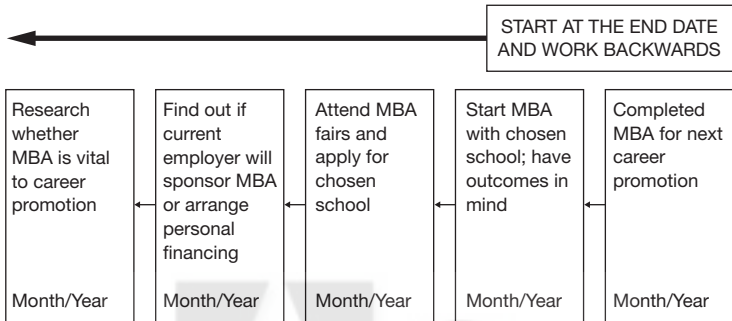 START AT THE END DATE
AND WORK BACKWARDS
Research
whether
MBA is vital
to career
promotion
Month/Year
Find out if
current
employer will
sponsor MBA
or arrange
personal
financing
Month/Year
Attend MBA
fairs and
apply for
chosen
school
Month/Year
Start MBA
with chosen
school; have
outcomes in
mind
Month/Year
Completed
MBA for next
career
promotion
Month/Year